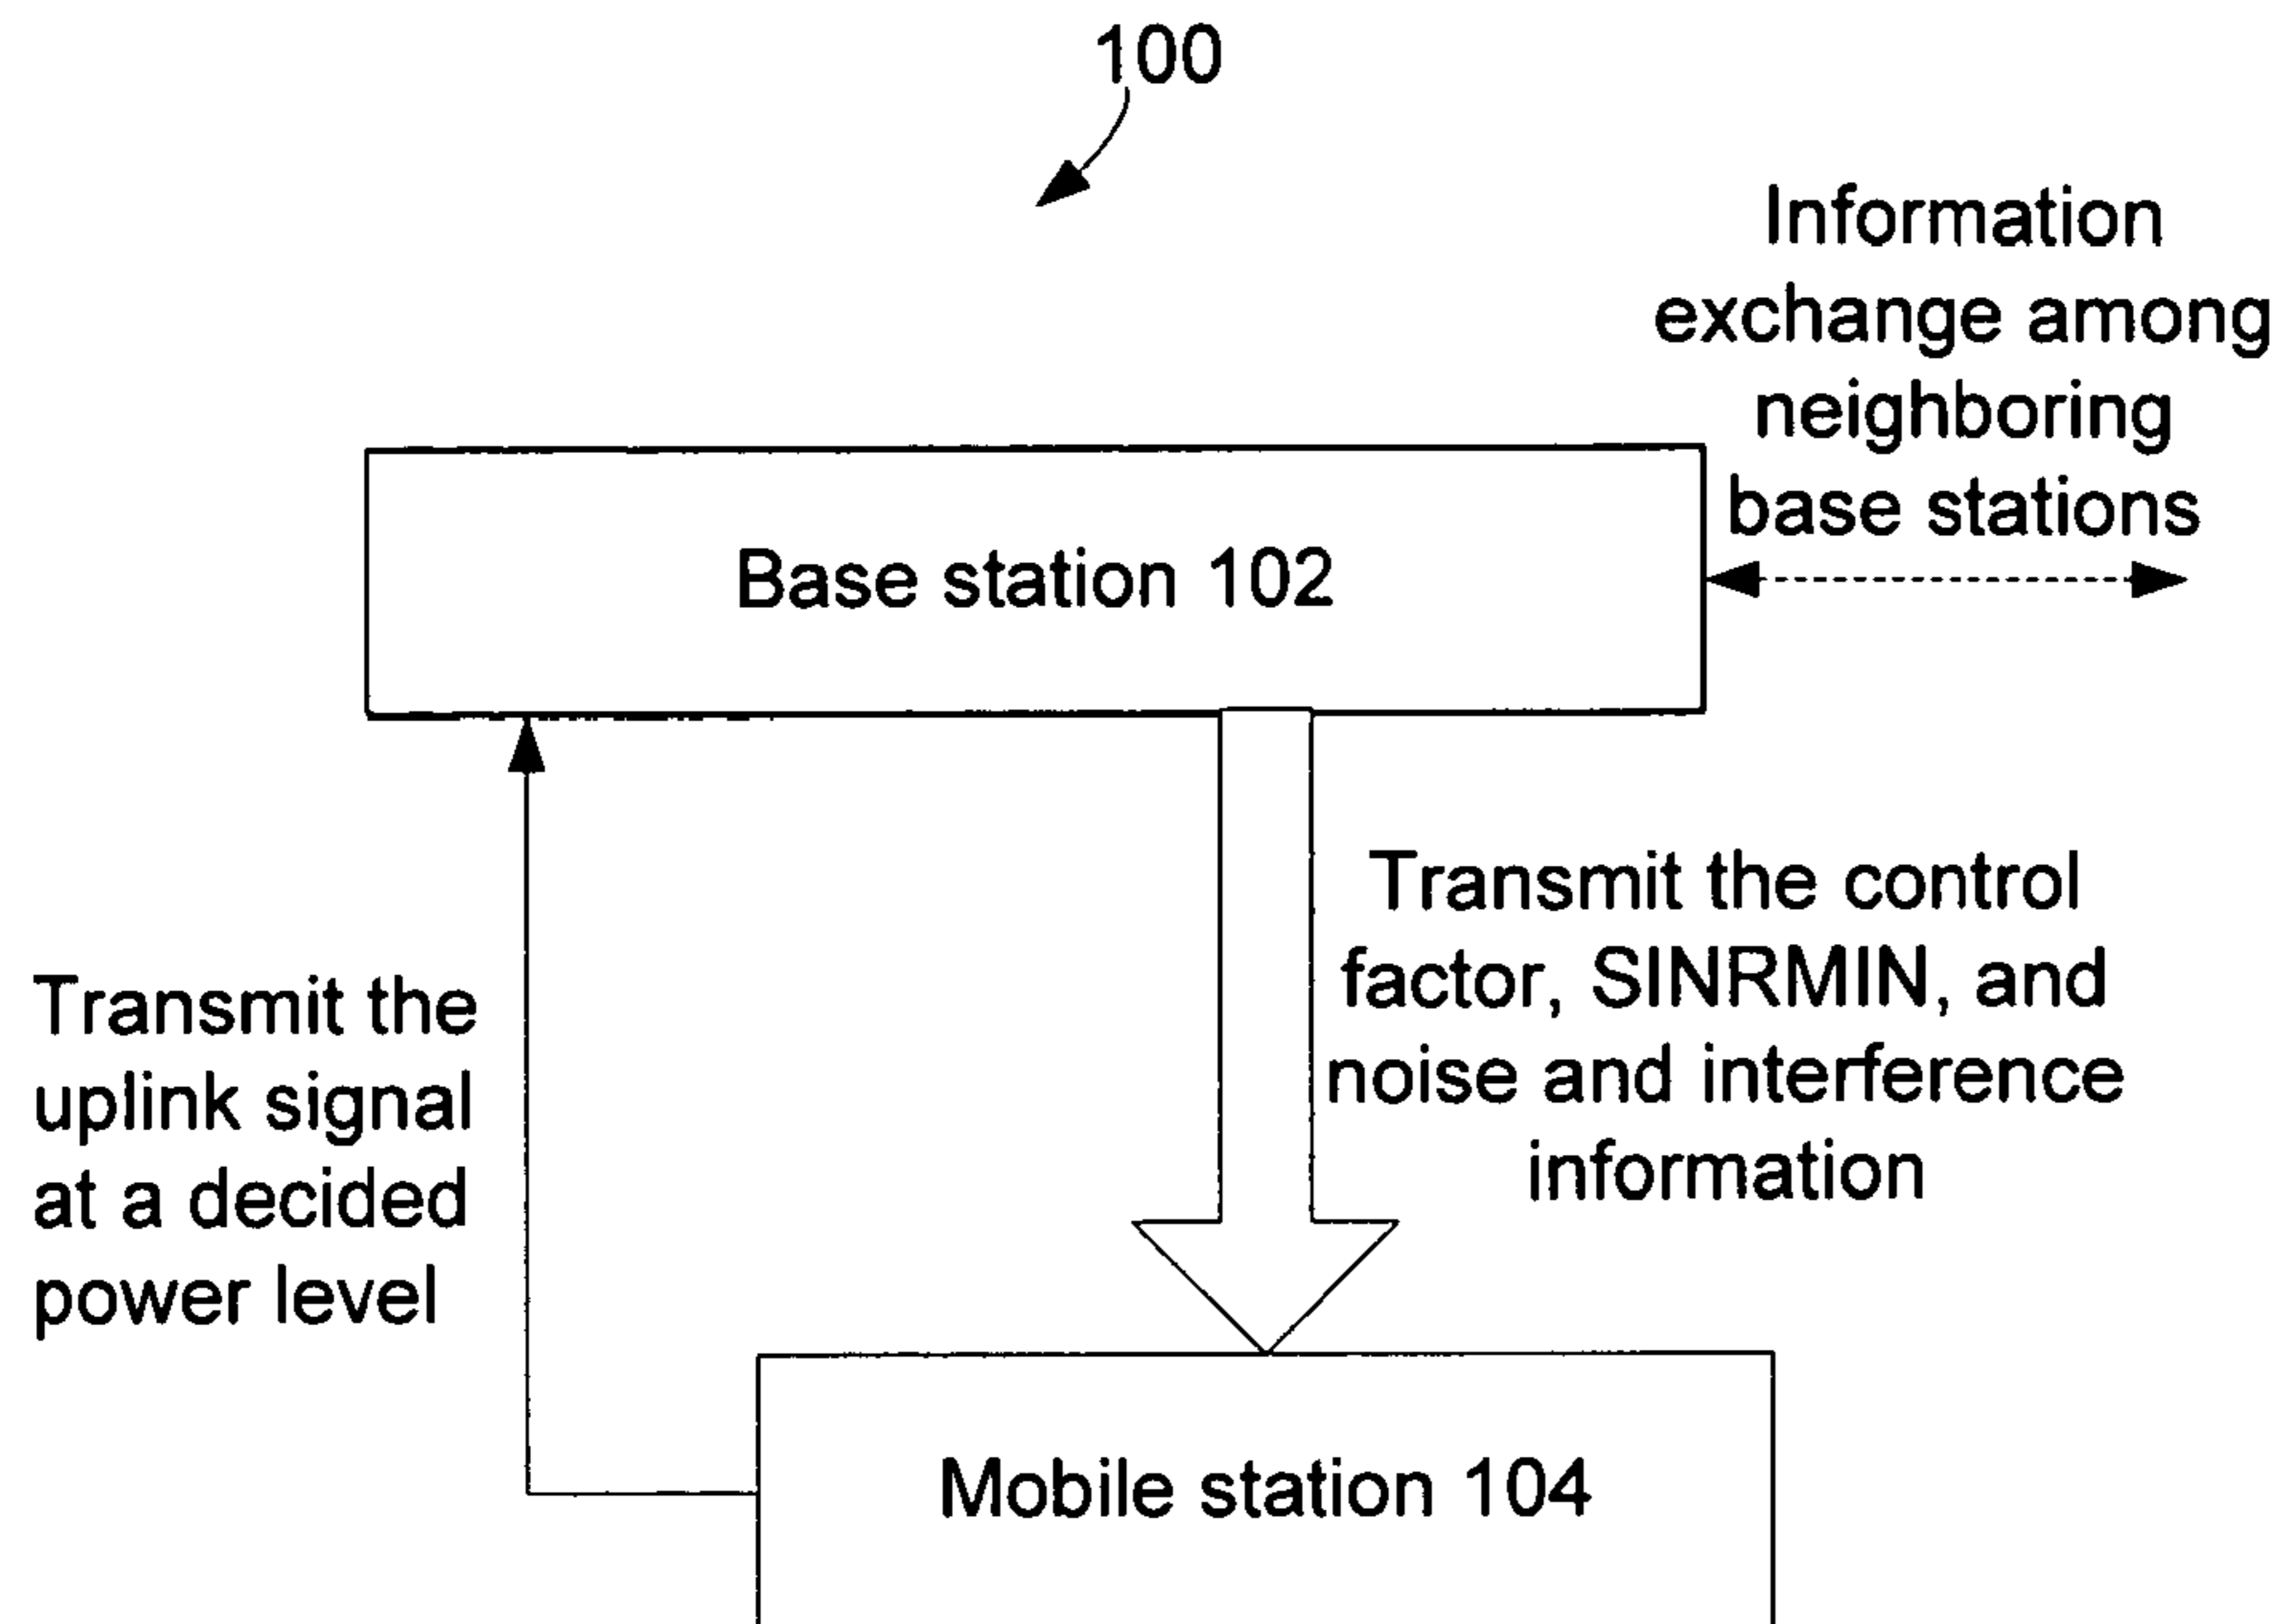 100
Information
exchange among
neighboring
base stations
Base station 102
Transmit the control
factor, SINRMIN, and
noise and interference
information
Transmit the
uplink signal
at a decided
power level
Mobile station 104